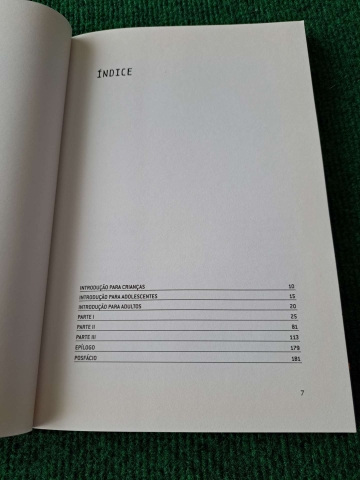 ÍNDICE
INTRODUÇÃO PARA CRIANÇAS 10
INTRODUÇÃO PARA ADOLESCENTES 15
INTRODUÇÃO PARA ADULTOS 20
PARTE I 25
PARTE II 81
PARTE III 113
EPÍLOGO 179
POSFÁCIO 181
7